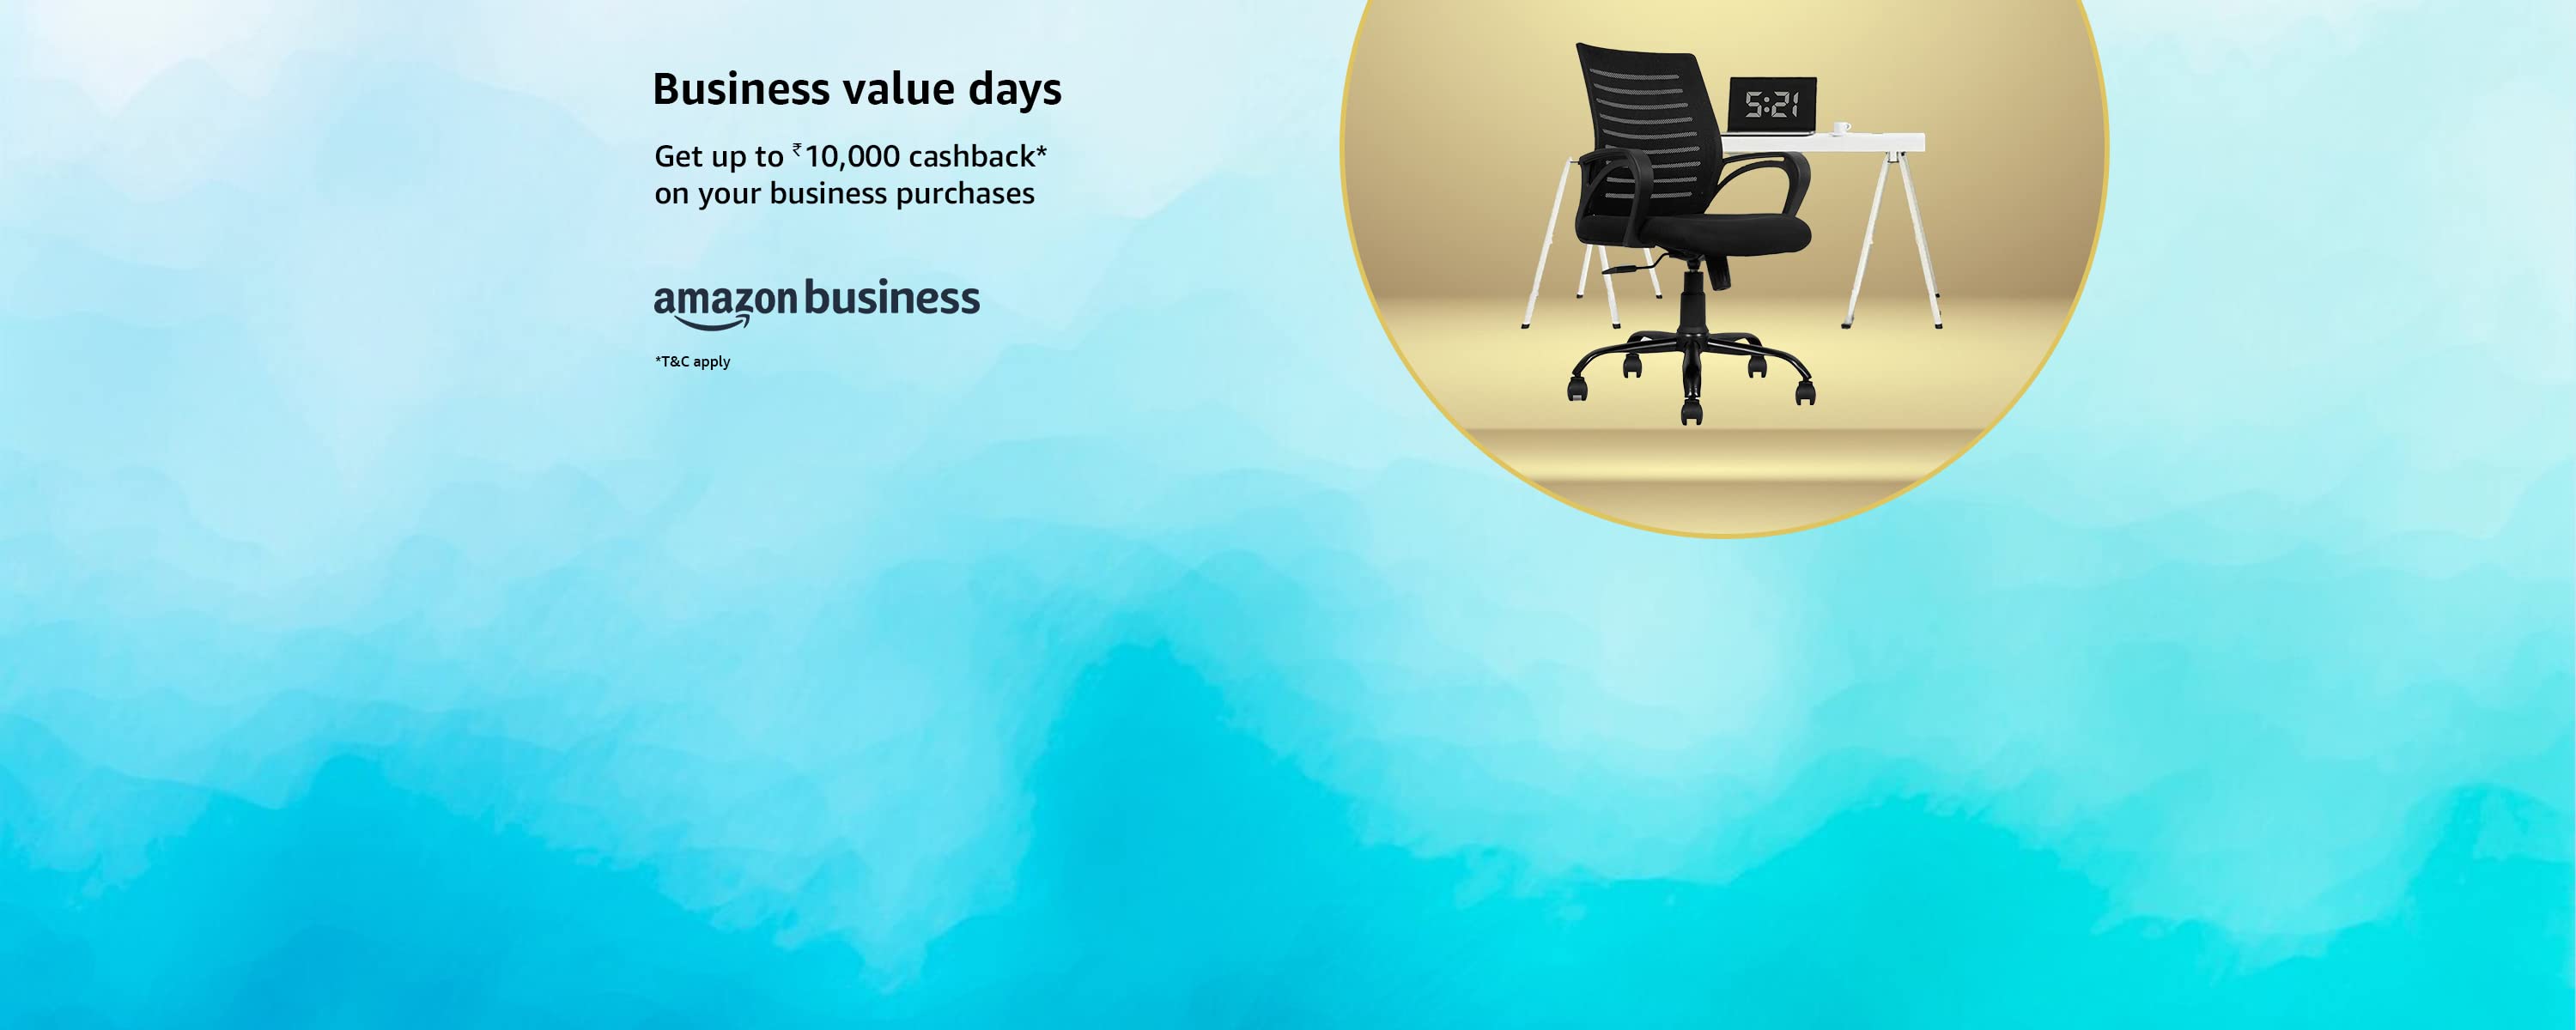 Business value days
Get up to ₹10,000 cashback*
on your business purchases
amazon business
*T&C apply
5:21